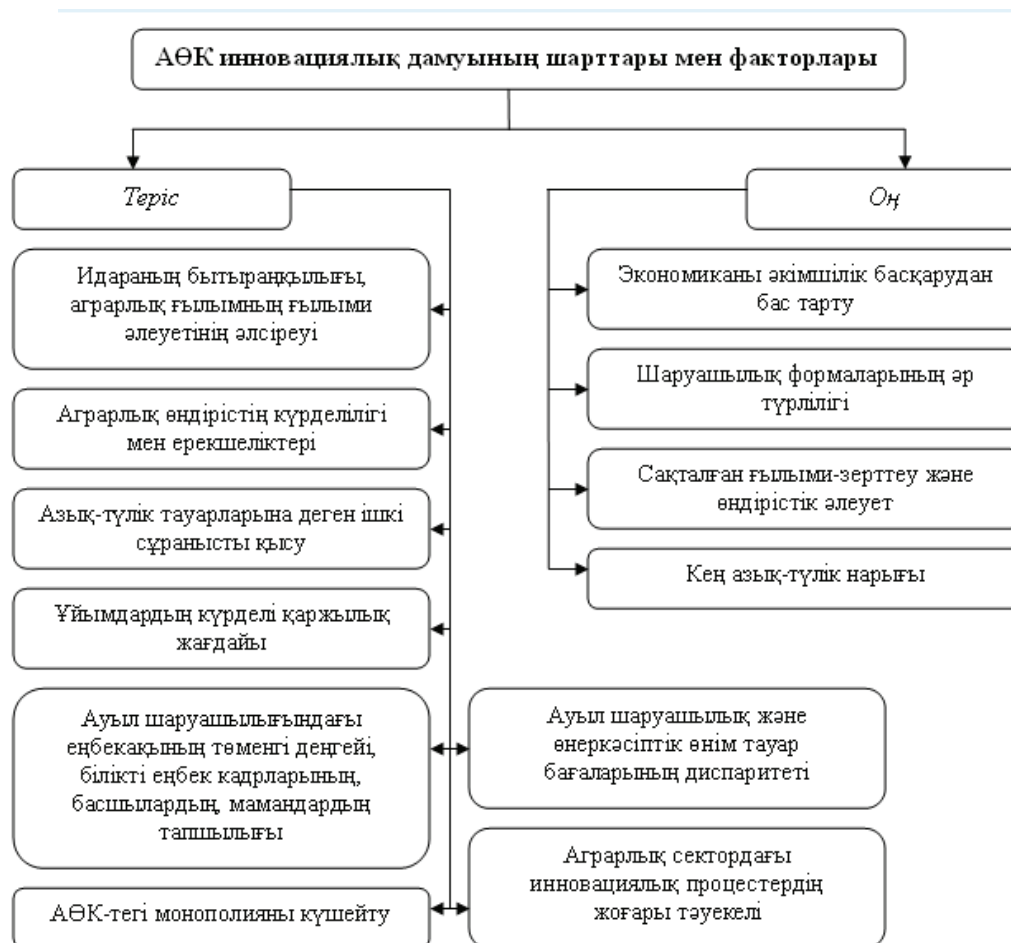 АӨК инновациялық дамуының шарттары мен факторлары
Теріс
Оң
Идараның бытыраңқылығы,
аграрлық ғылымның ғылыми
әлеуетінің әлсіреуі
Аграрлық өндірістің күрделілігі
мен ерекшеліктері
Азық-түлік тауарларына деген ішкі
сұранысты қысу
Ұйымдардың күрделі қаржылық
жағдайы
Ауыл шаруашылығындағы
еңбекақының төменгі деңгейі,
білікті еңбек кадрларының,
басшылардың, мамандардың
тапшылығы
АӨК-тегі монополияны күшейту
Экономиканы әкімшілік басқарудан
бас тарту
Шаруашылық формаларының әр
түрлілігі
Сақталған ғылыми-зерттеу және
өндірістік әлеует
Кең азық-түлік нарығы
Ауыл шаруашылық және
өнеркәсіптік өнім тауар
бағаларының диспаритеті
Аграрлық сектордағы
инновациялық процестердің
жоғары тәуекелі